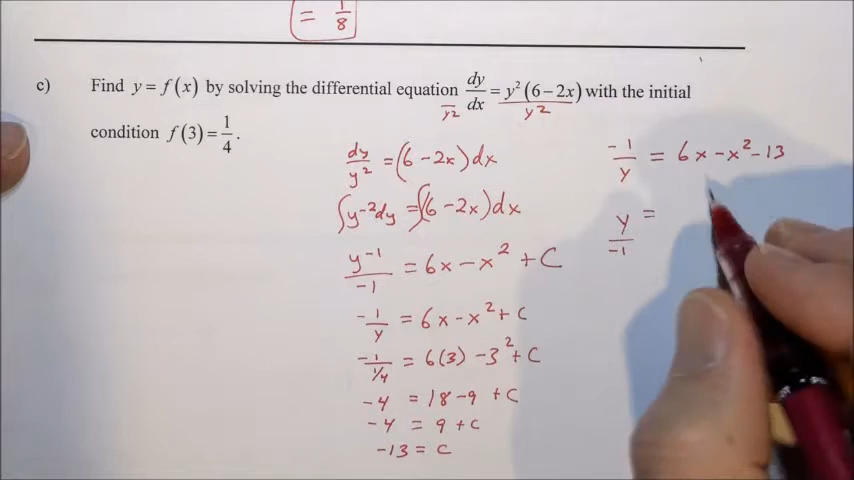 = 1/8
c) Find y = f(x) by solving the differential equation dy/dx = y²(6 – 2x) with the initial
y² y²
condition f(3) = 1/4.
dy/y² = (6 - 2x) dx
∫y⁻²dy = ∫(6 - 2x) dx
y⁻¹/-1 = 6x - x² + C
-1/y = 6x - x² + C
-1/1/4 = 6(3) - 3² + C
-4 = 18 - 9 + C
-4 = 9 + C
-13 = C
-1/y = 6x - x² - 13
y/-1 =